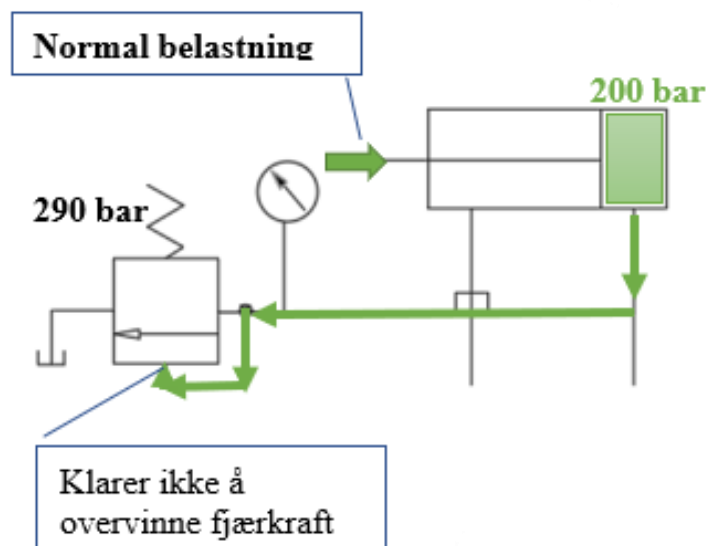 Normal belastning
200 bar
290 bar
Klarer ikke å
overvinne fjærkraft